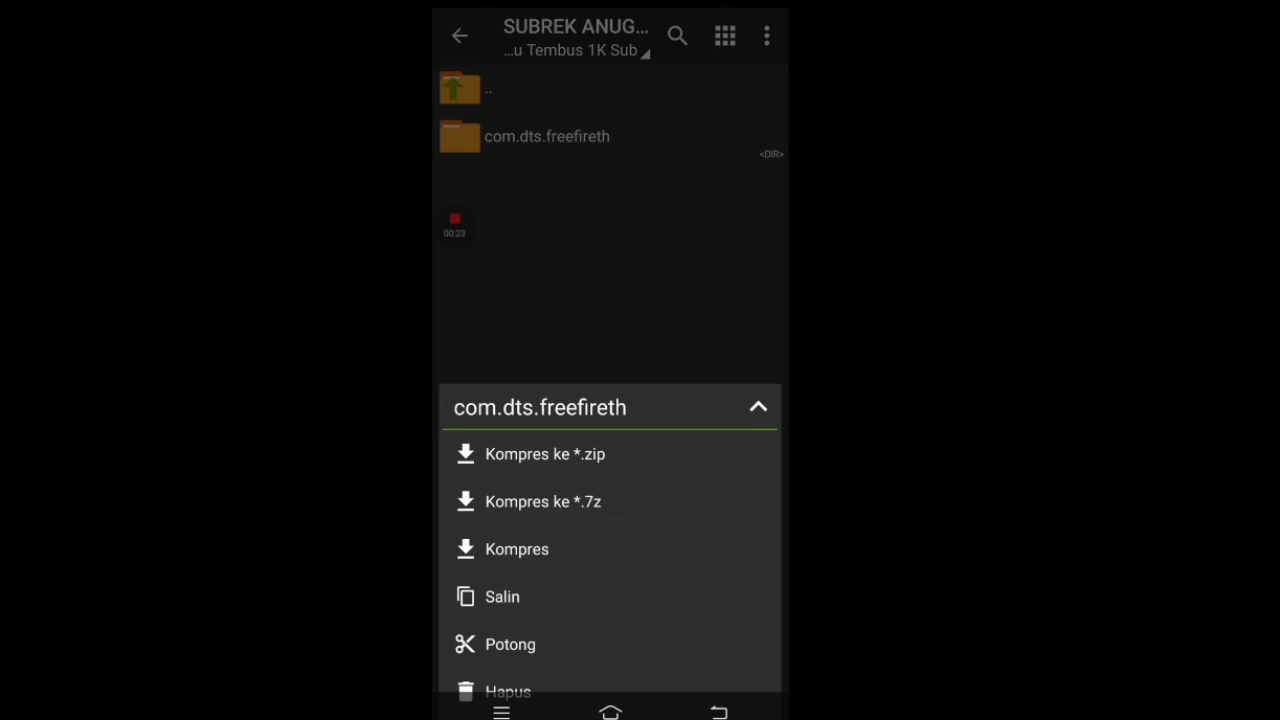 SUBREK ANUG...
...u Tembus 1K Sub
..
com.dts.freefireth
<DIR>
00:23
com.dts.freefireth
Kompres ke *.zip
Kompres ke *.7z
Kompres
Salin
Potong
Hapus